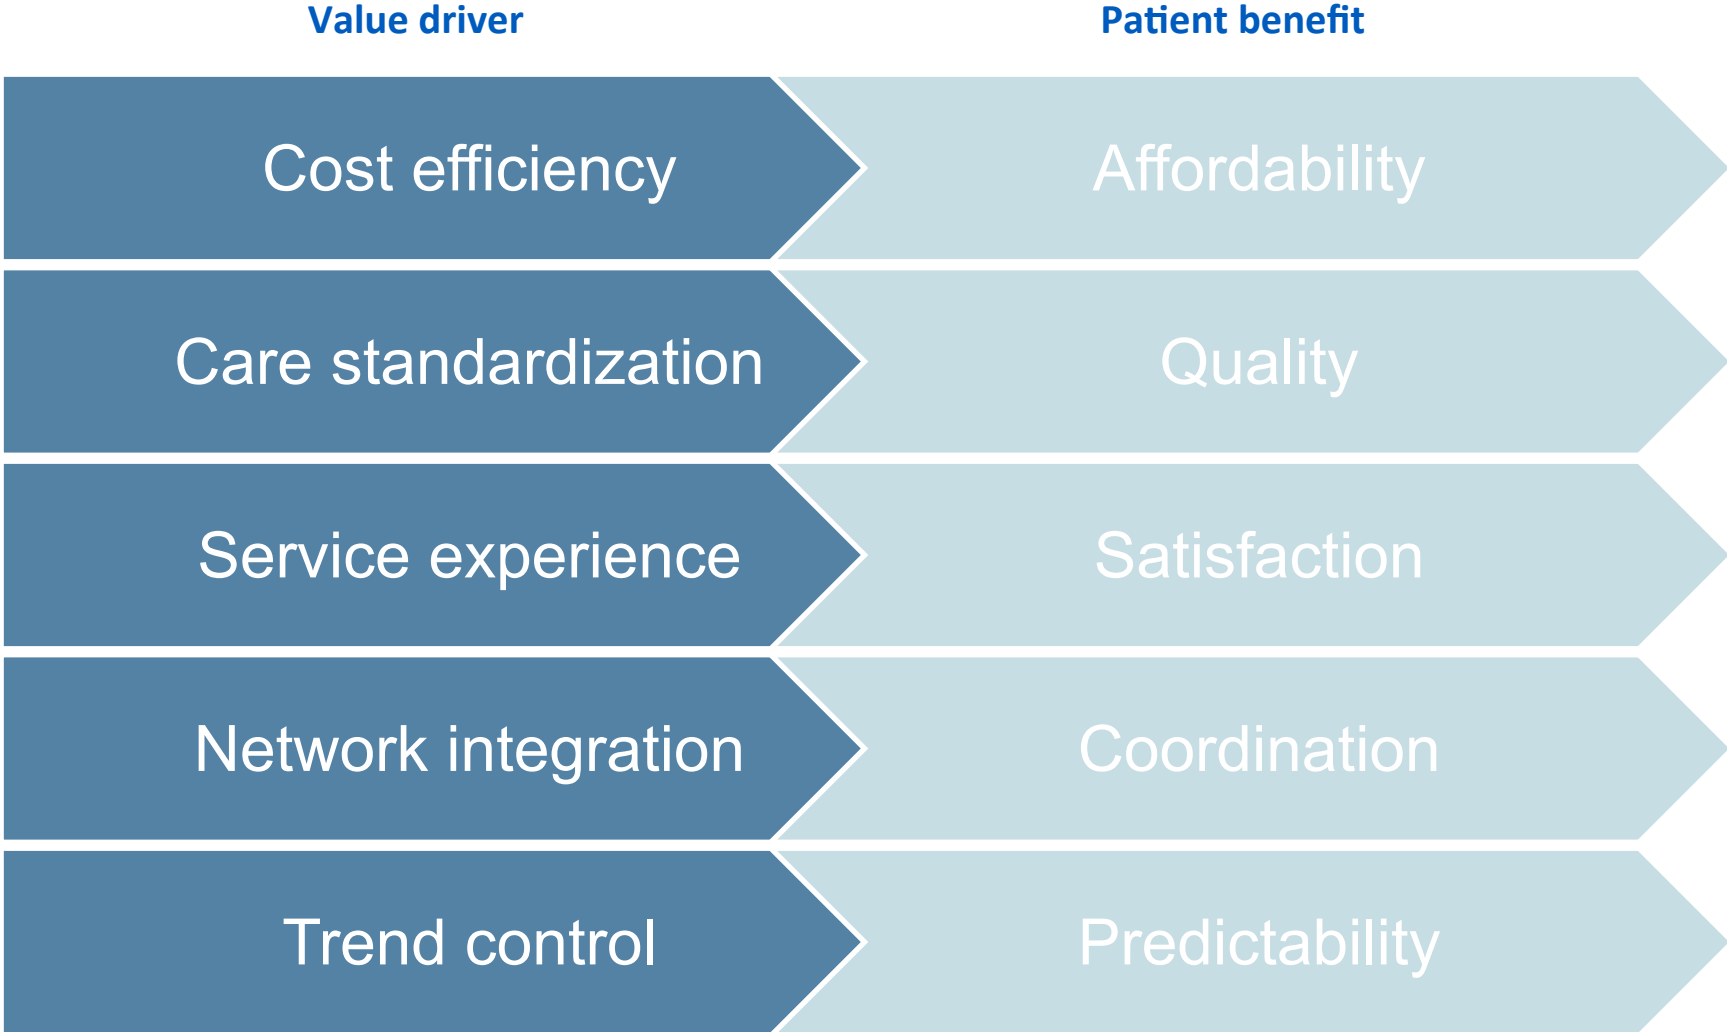 Value driver
Patient benefit
Cost efficiency
Affordability
Care standardization
Quality
Service experience
Satisfaction
Network integration
Coordination
Trend control
Predictability